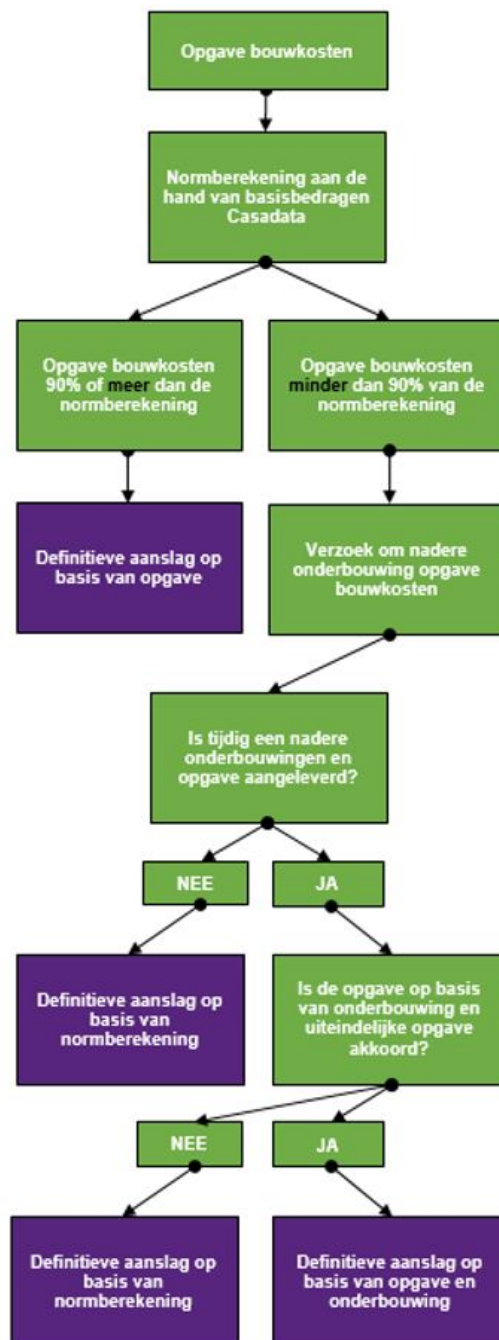 Opgave bouwkosten
Normberekening aan de
hand van basisbedragen
Casadata
Opgave bouwkosten
90% of meer dan de
normberekening
Opgave bouwkosten
minder dan 90% van de
normberekening
Definitieve aanslag op
basis van opgave
Verzoek om nadere
onderbouwing opgave
bouwkosten
Is tijdig een nadere
onderbouwingen en
opgave aangeleverd?
NEE
JA
Definitieve aanslag op
basis van
normberekening
Is de opgave op basis
van onderbouwing en
uiteindelijke opgave
akkoord?
NEE
JA
Definitieve aanslag op
basis van
normberekening
Definitieve aanslag op
basis van opgave en
onderbouwing